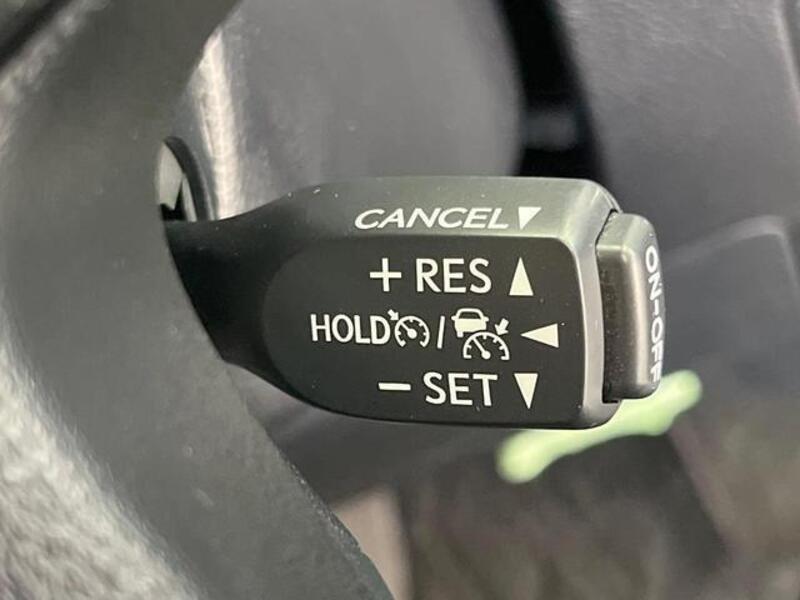 CANCEL▼
+ RES ▲
HOLD / ◀
− SET ▼
ON-OFF